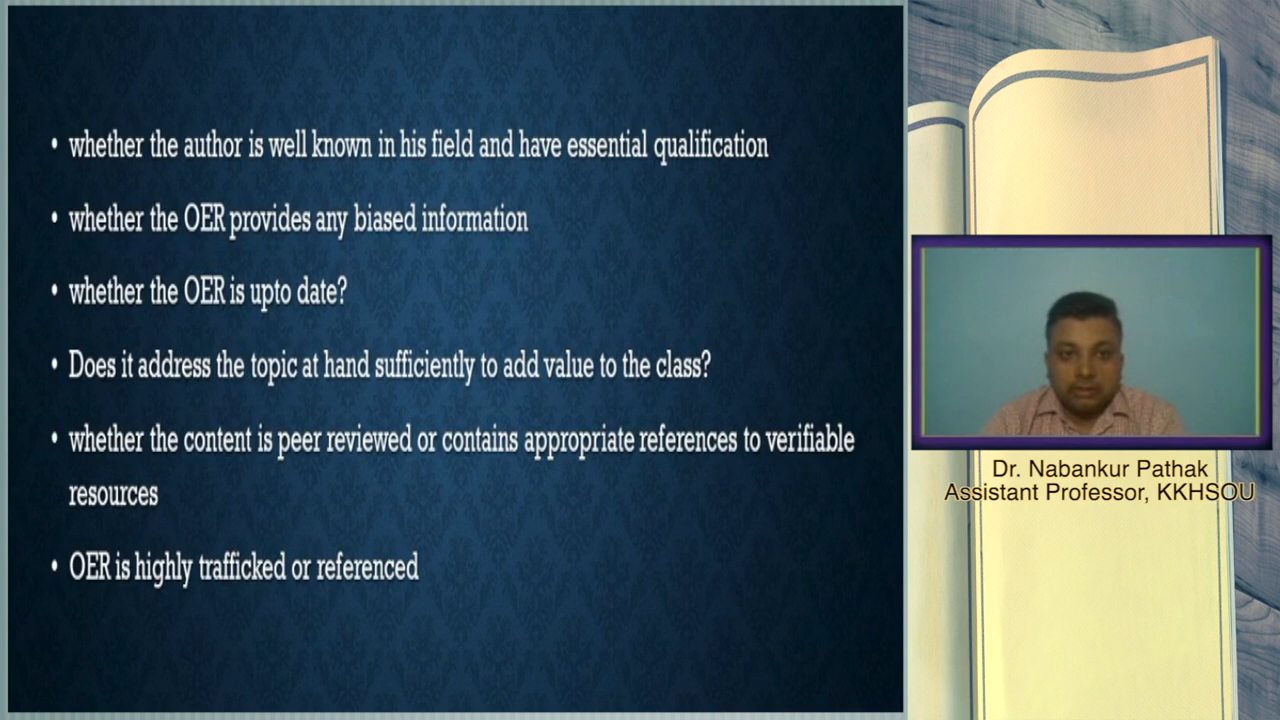 • whether the author is well known in his field and have essential qualification
• whether the OER provides any biased information
• whether the OER is upto date?
• Does it address the topic at hand sufficiently to add value to the class?
• whether the content is peer reviewed or contains appropriate references to verifiable
resources
• OER is highly trafficked or referenced
Dr. Nabankur Pathak
Assistant Professor, KKHSOU